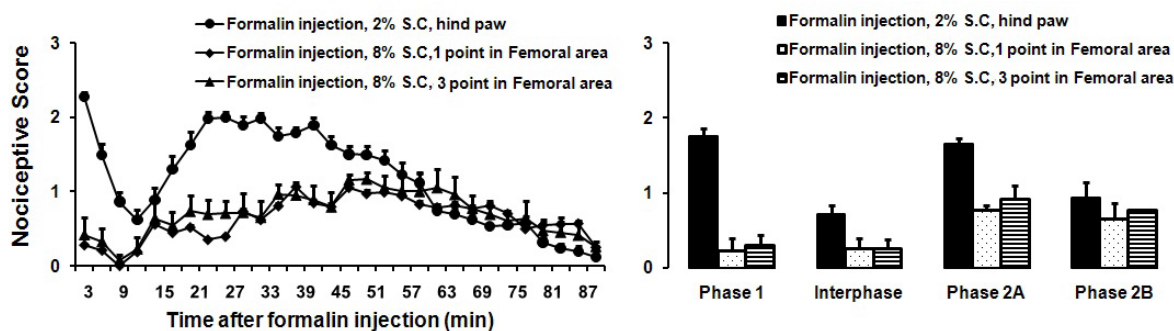 Formalin injection, 2% S.C, hind paw
Formalin injection, 8% S.C,1 point in Femoral area
Formalin injection, 8% S.C, 3 point in Femoral area
Nociceptive Score
3
2
1
0
3 9 15 21 27 33 39 45 51 57 63 69 75 81 87
Time after formalin injection (min)
Formalin injection, 2% S.C, hind paw
Formalin injection, 8% S.C,1 point in Femoral area
Formalin injection, 8% S.C, 3 point in Femoral area
3
2
1
0
Phase 1 Interphase Phase 2A Phase 2B